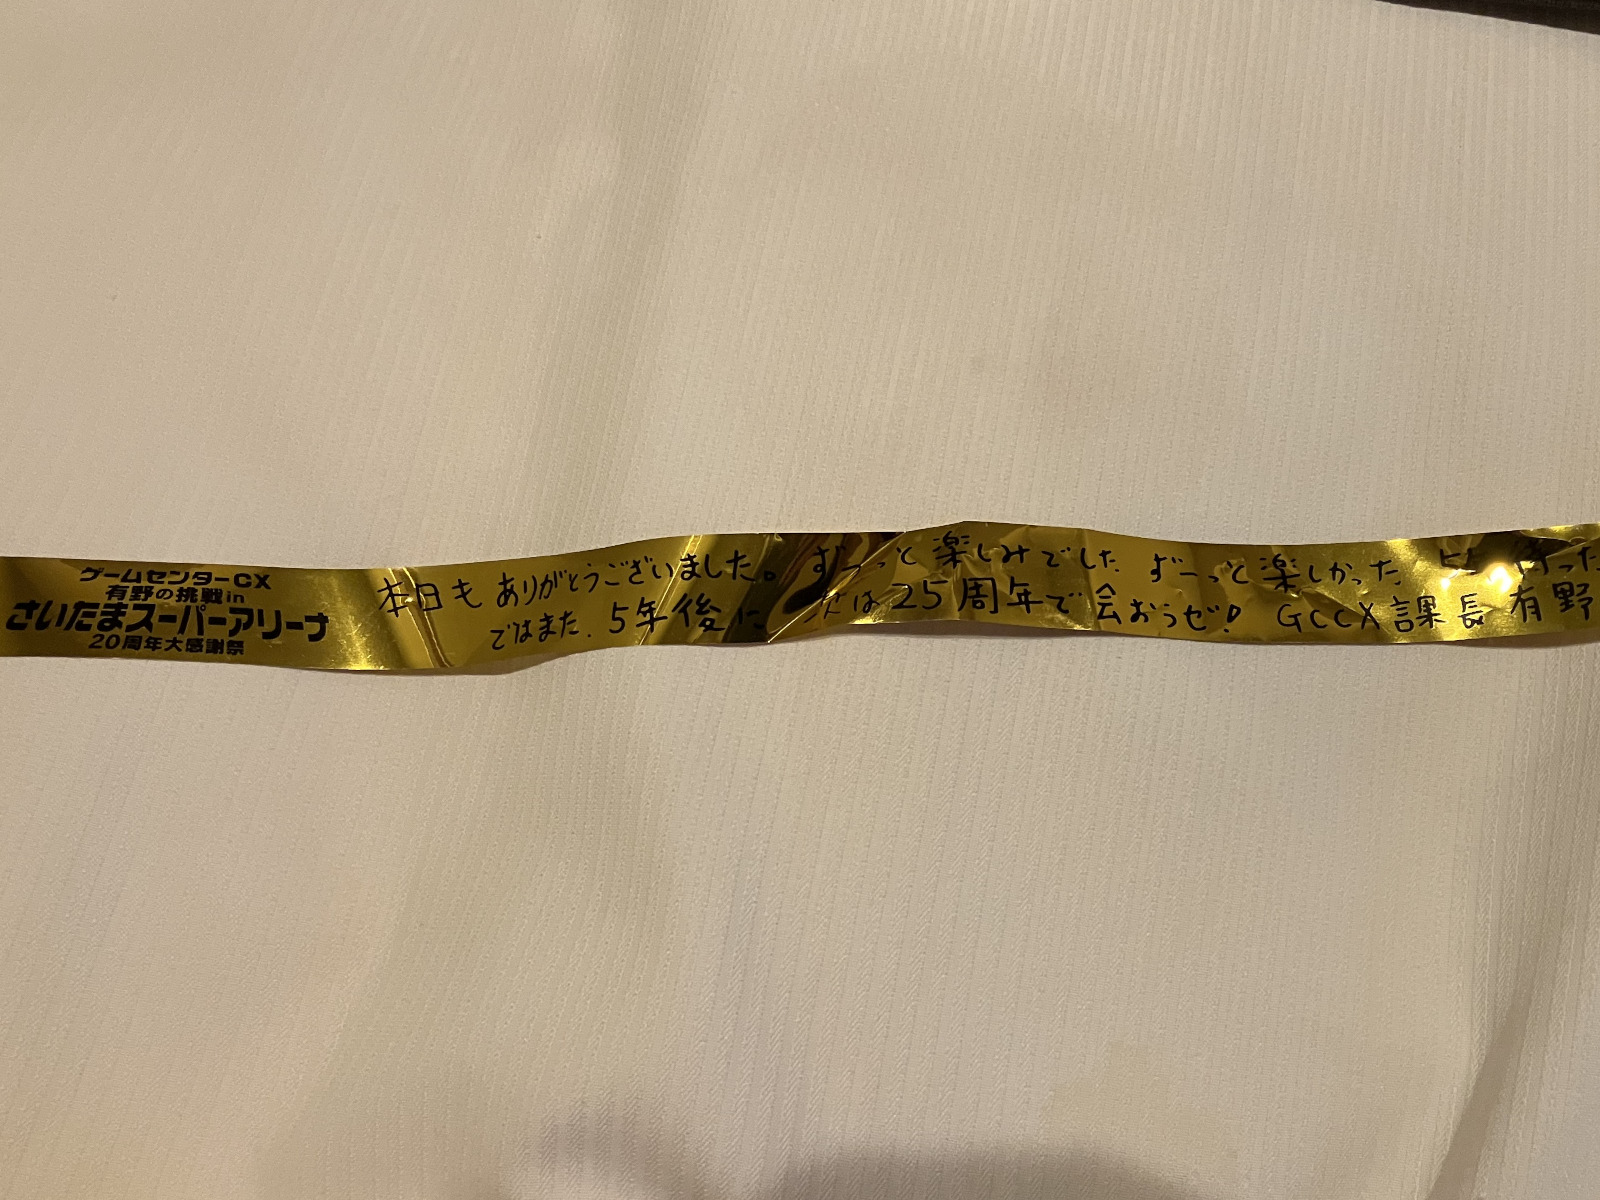 ゲームセンターCX
有野の挑戦in
さいたまスーパーアリーナ
20周年大感謝祭
本日もありがとうございました。ずーっと楽しみでした ずーっと楽しかった
ではまた.5年後に 次は25周年で会おうぜ! GCCX課長 有野